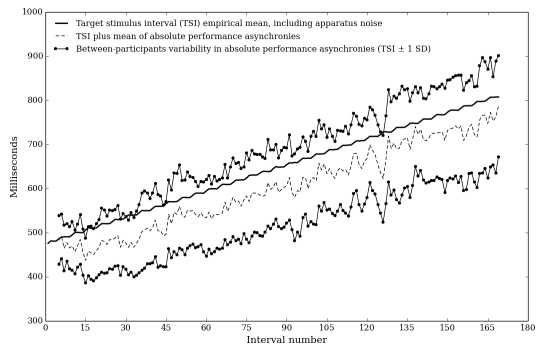 Target stimulus interval (TSI) empirical mean, including apparatus noise
TSI plus mean of absolute performance asynchronies
Between-participants variability in absolute performance asynchronies (TSI ± 1 SD)
1000
900
800
700
600
500
400
300
Milliseconds
0 15 30 45 60 75 90 105 120 135 150 165 180
Interval number